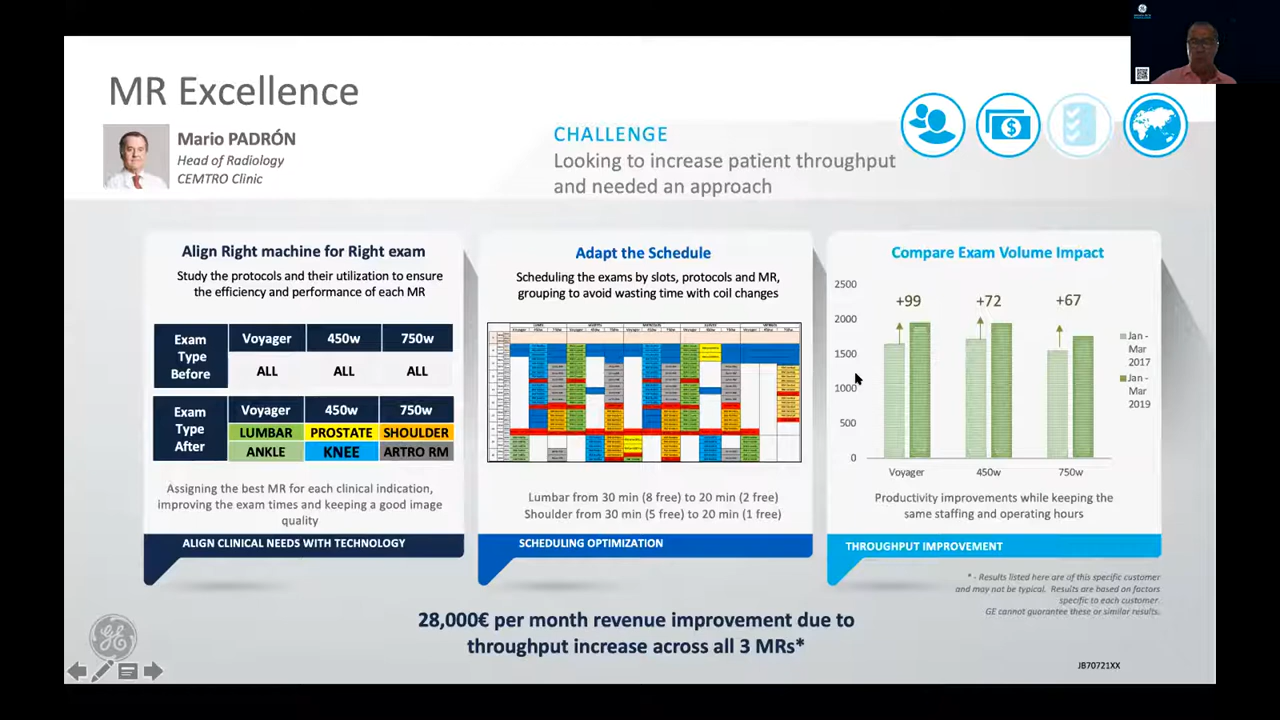 MR Excellence
Mario PADRÓN
Head of Radiology
CEMTRO Clinic
CHALLENGE
Looking to increase patient throughput
and needed an approach
Align Right machine for Right exam
Study the protocols and their utilization to ensure
the efficiency and performance of each MR
Exam
Type
Before
Voyager
450w
750w
ALL
ALL
ALL
Exam
Type
After
Voyager
450w
750w
LUMBAR
PROSTATE
SHOULDER
ANKLE
KNEE
ARTRO RM
Assigning the best MR for each clinical indication,
improving the exam times and keeping a good image
quality
ALIGN CLINICAL NEEDS WITH TECHNOLOGY
Adapt the Schedule
Scheduling the exams by slots, protocols and MR,
grouping to avoid wasting time with coil changes
Lumbar from 30 min (8 free) to 20 min (2 free)
Shoulder from 30 min (5 free) to 20 min (1 free)
SCHEDULING OPTIMIZATION
Compare Exam Volume Impact
2500
2000
1500
1000
500
0
+99
+72
+67
Voyager
450w
750w
Jan -
Mar
2017
Jan -
Mar
2019
Productivity improvements while keeping the
same staffing and operating hours
THROUGHPUT IMPROVEMENT
* - Results listed here are of this specific customer
and may not be typical. Results are based on factors
specific to each customer.
GE cannot guarantee these or similar results.
28,000€ per month revenue improvement due to
throughput increase across all 3 MRs*
GE
JB70721XX